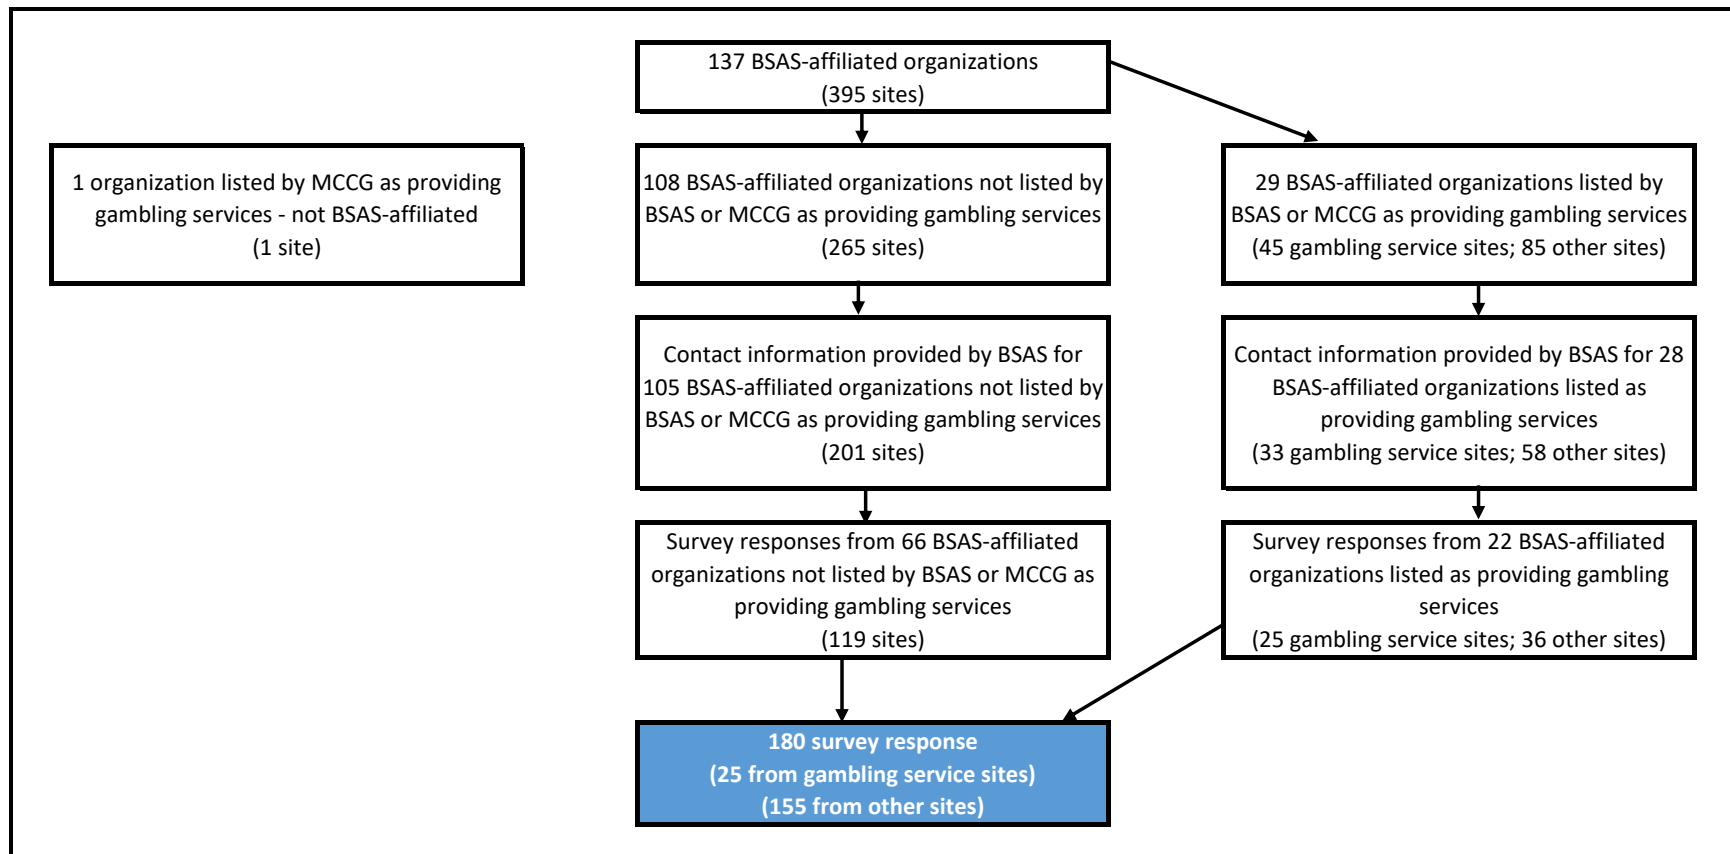 137 BSAS-affiliated organizations
(395 sites)
1 organization listed by MCCG as providing
gambling services - not BSAS-affiliated
(1 site)
108 BSAS-affiliated organizations not listed by
BSAS or MCCG as providing gambling services
(265 sites)
29 BSAS-affiliated organizations listed by
BSAS or MCCG as providing gambling services
(45 gambling service sites; 85 other sites)
Contact information provided by BSAS for
105 BSAS-affiliated organizations not listed by
BSAS or MCCG as providing gambling services
(201 sites)
Contact information provided by BSAS for 28
BSAS-affiliated organizations listed as
providing gambling services
(33 gambling service sites; 58 other sites)
Survey responses from 66 BSAS-affiliated
organizations not listed by BSAS or MCCG as
providing gambling services
(119 sites)
Survey responses from 22 BSAS-affiliated
organizations listed as providing gambling
services
(25 gambling service sites; 36 other sites)
180 survey response
(25 from gambling service sites)
(155 from other sites)